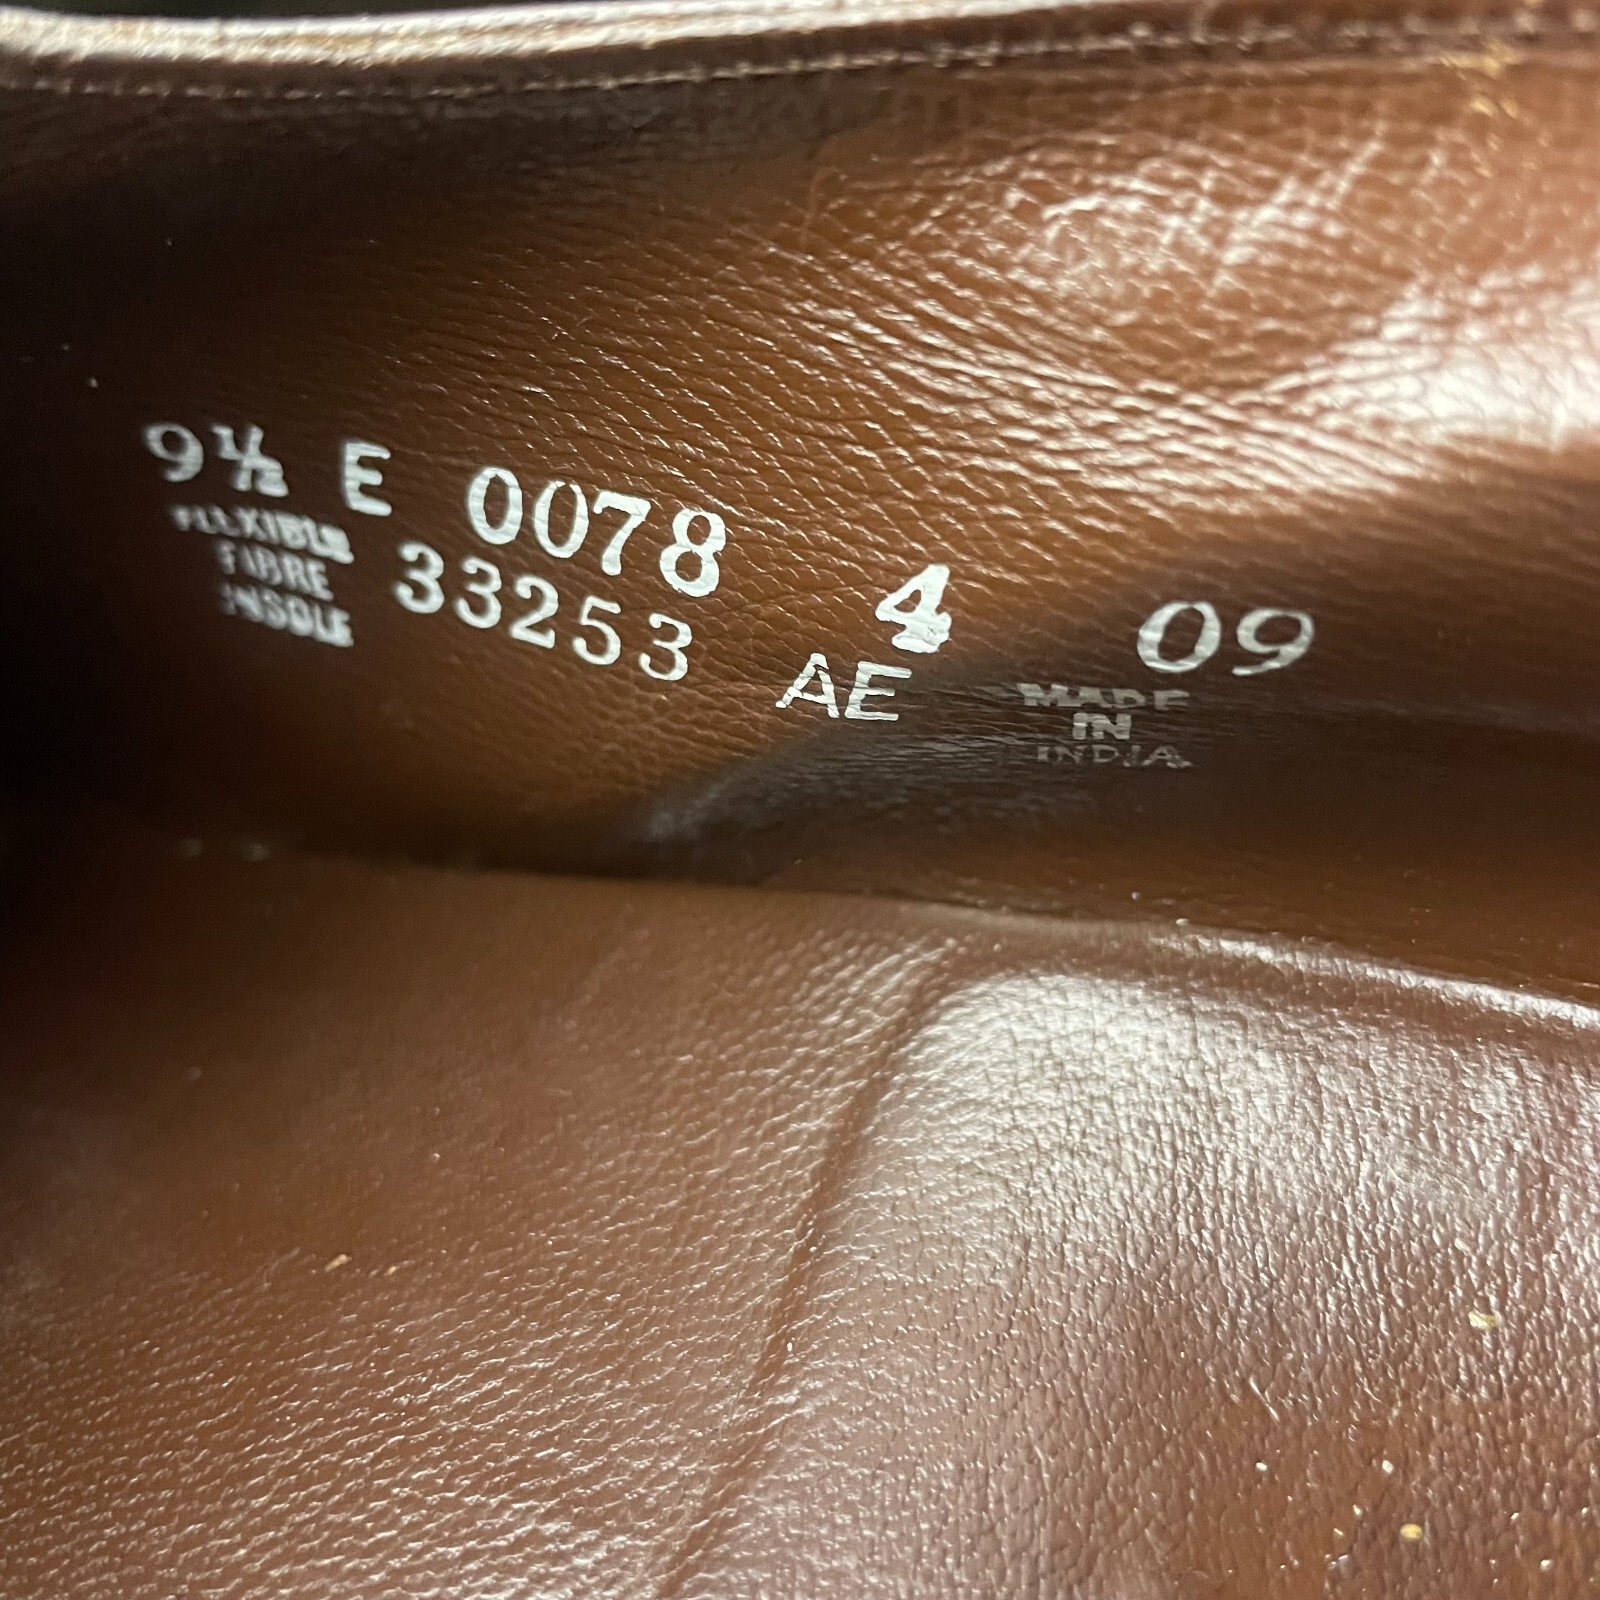 9½ E 0078 4 09
FLEXIBLE
FIBRE
INSOLE
33253 AE
MADE
IN
INDIA